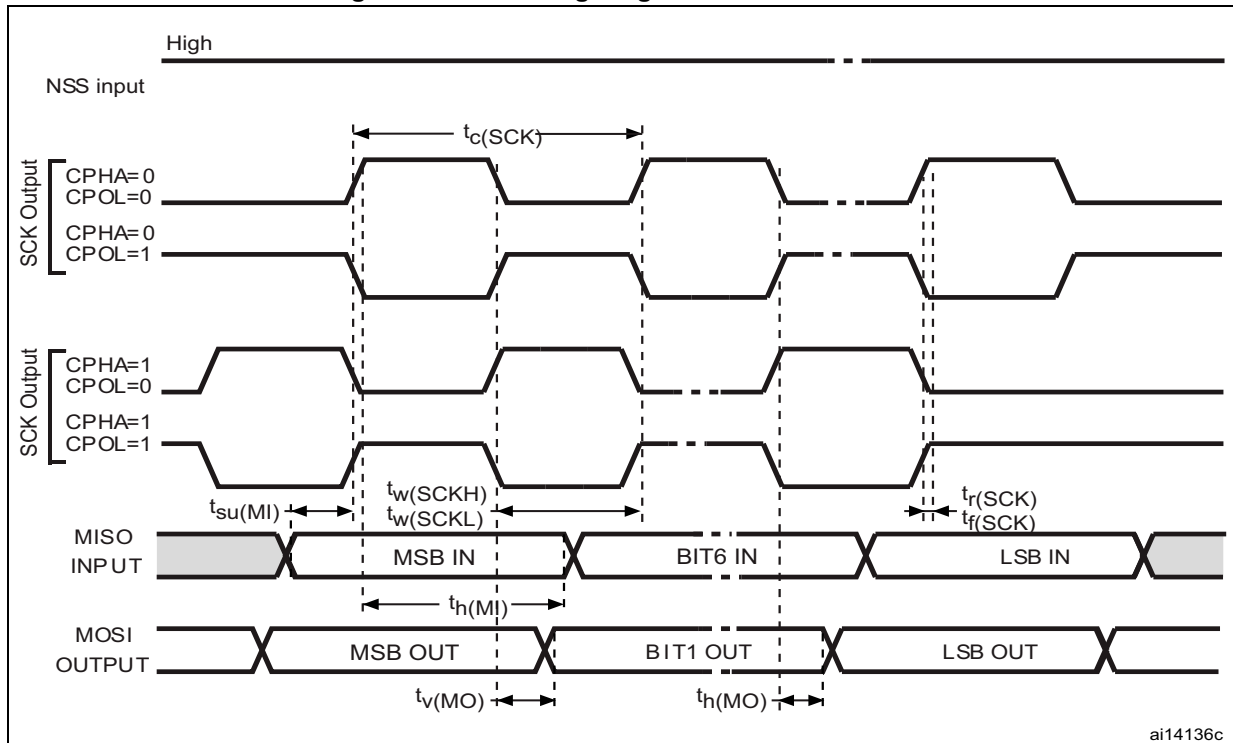 High
NSS input
tc(SCK)
SCK Output
CPHA=0
CPOL=0
CPHA=0
CPOL=1
SCK Output
CPHA=1
CPOL=0
CPHA=1
CPOL=1
tsu(MI)
tw(SCKH)
tw(SCKL)
tr(SCK)
tf(SCK)
MISO
INPUT
MSB IN
BIT6 IN
LSB IN
th(MI)
MOSI
OUTPUT
MSB OUT
BIT1 OUT
LSB OUT
tv(MO)
th(MO)
ai14136c